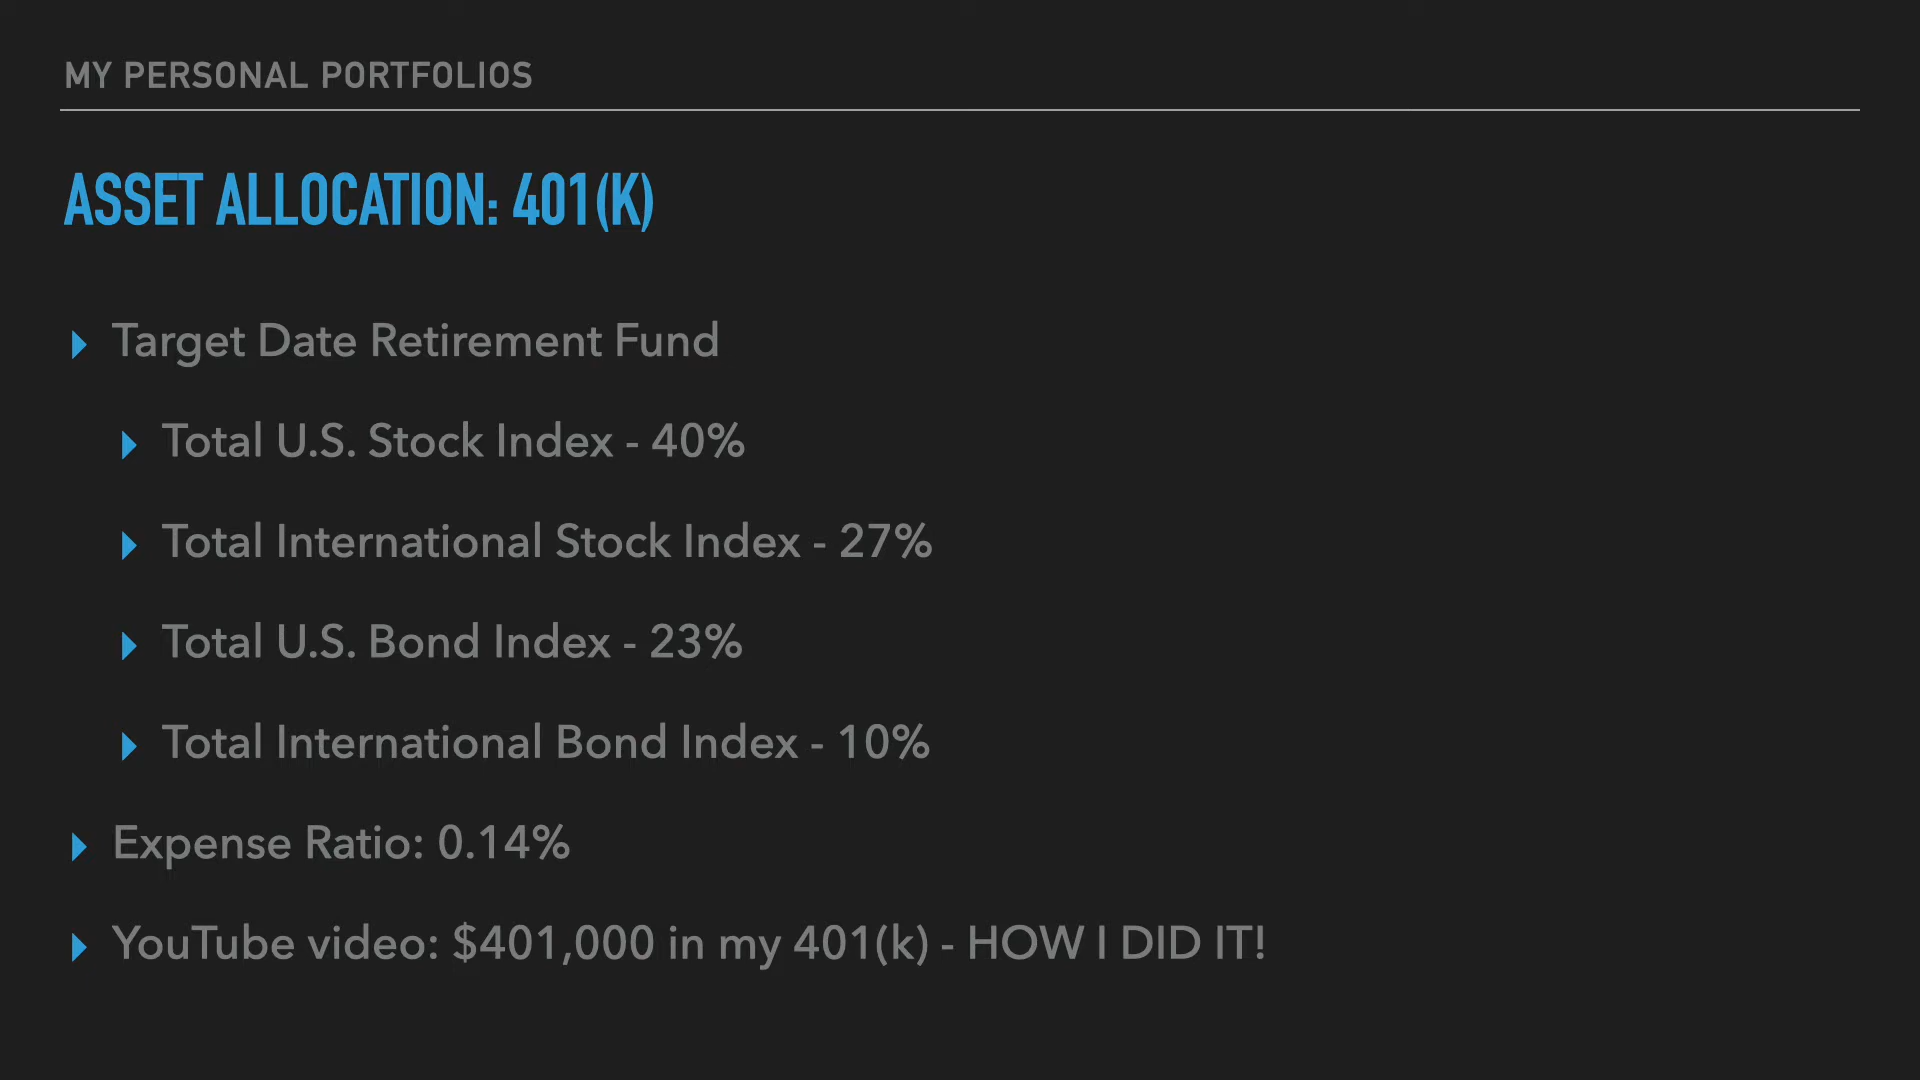 MY PERSONAL PORTFOLIOS
ASSET ALLOCATION: 401(K)
Target Date Retirement Fund
Total U.S. Stock Index - 40%
Total International Stock Index - 27%
Total U.S. Bond Index - 23%
Total International Bond Index - 10%
Expense Ratio: 0.14%
YouTube video: $401,000 in my 401(k) - HOW I DID IT!